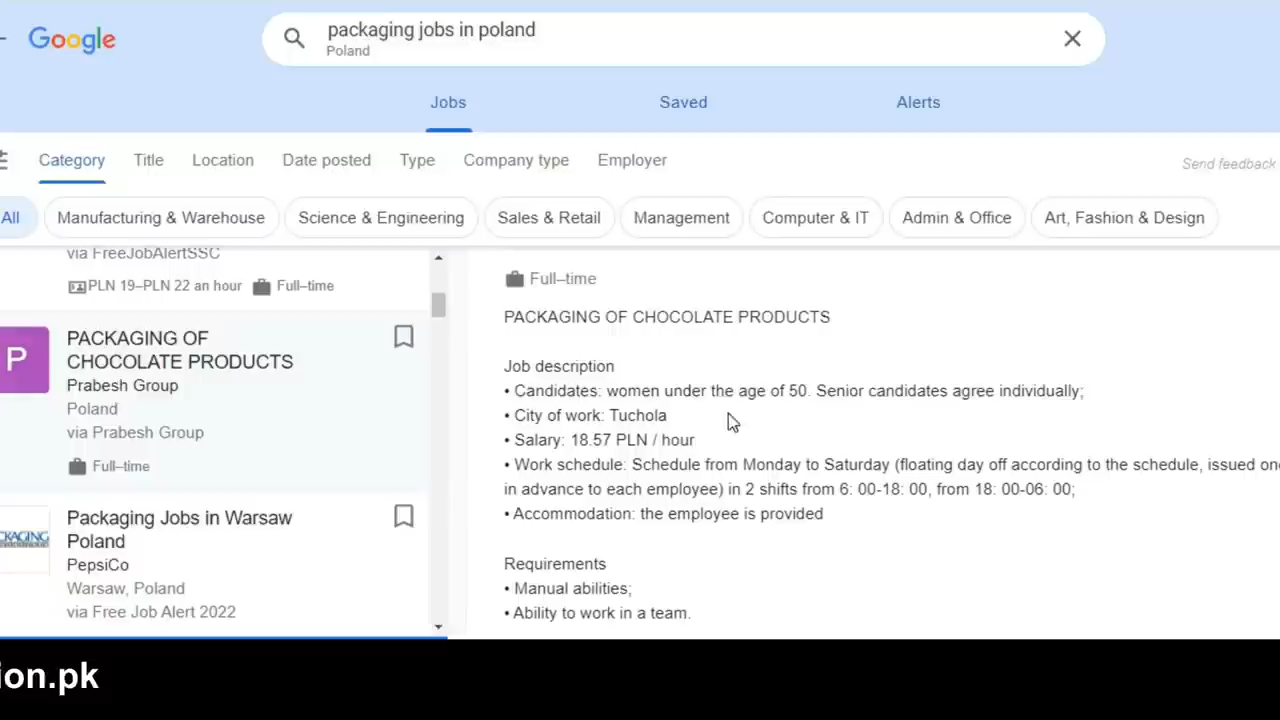 Google
packaging jobs in poland
Poland
Jobs
Saved
Alerts
Category
Title
Location
Date posted
Type
Company type
Employer
Send feedback
All
Manufacturing & Warehouse
Science & Engineering
Sales & Retail
Management
Computer & IT
Admin & Office
Art, Fashion & Design
via FreeJobAlertSSC
PLN 19–PLN 22 an hour
Full–time
P
PACKAGING OF
CHOCOLATE PRODUCTS
Prabesh Group
Poland
via Prabesh Group
Full–time
CKAGING
Packaging Jobs in Warsaw
Poland
PepsiCo
Warsaw, Poland
via Free Job Alert 2022
Full–time
PACKAGING OF CHOCOLATE PRODUCTS
Job description
• Candidates: women under the age of 50. Senior candidates agree individually;
• City of work: Tuchola
• Salary: 18.57 PLN / hour
• Work schedule: Schedule from Monday to Saturday (floating day off according to the schedule, issued on
in advance to each employee) in 2 shifts from 6: 00-18: 00, from 18: 00-06: 00;
• Accommodation: the employee is provided
Requirements
• Manual abilities;
• Ability to work in a team.
ion.pk